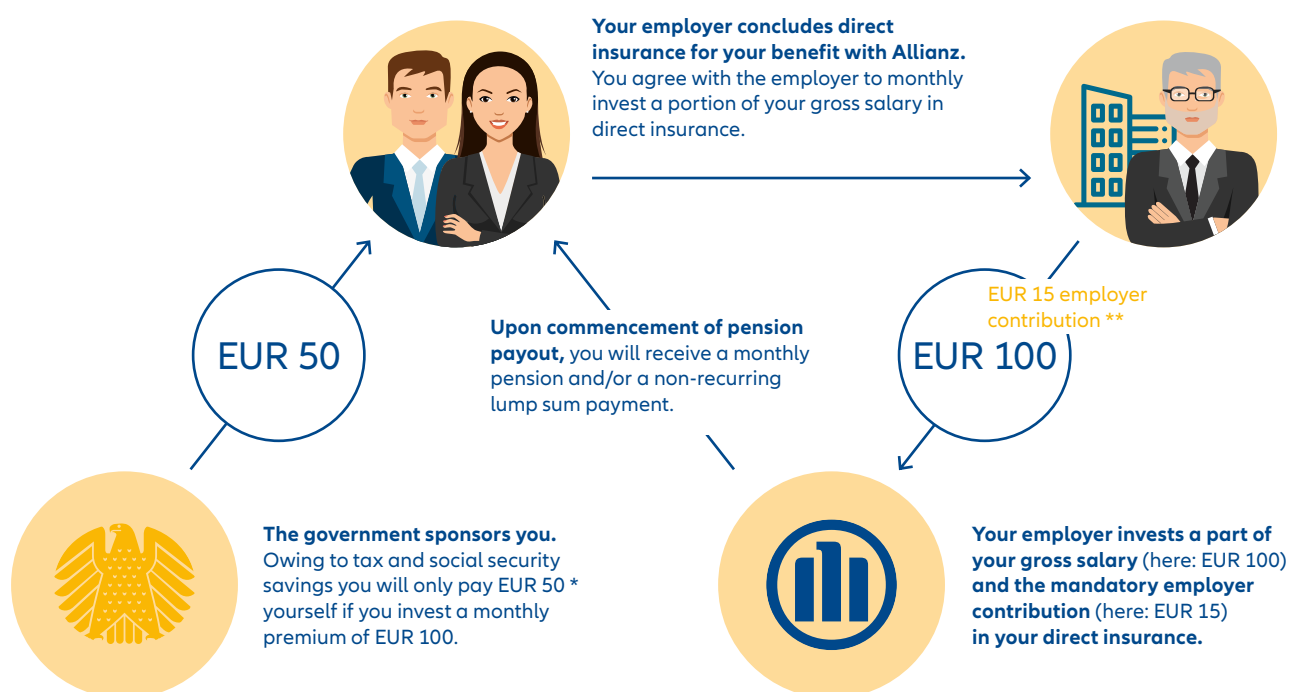 Your employer concludes direct
insurance for your benefit with Allianz.
You agree with the employer to monthly
invest a portion of your gross salary in
direct insurance.
EUR 15 employer
contribution **
EUR 50
Upon commencement of pension
payout, you will receive a monthly
pension and/or a non-recurring
lump sum payment.
EUR 100
The government sponsors you.
Owing to tax and social security
savings you will only pay EUR 50 *
yourself if you invest a monthly
premium of EUR 100.
Your employer invests a part of
your gross salary (here: EUR 100)
and the mandatory employer
contribution (here: EUR 15)
in your direct insurance.